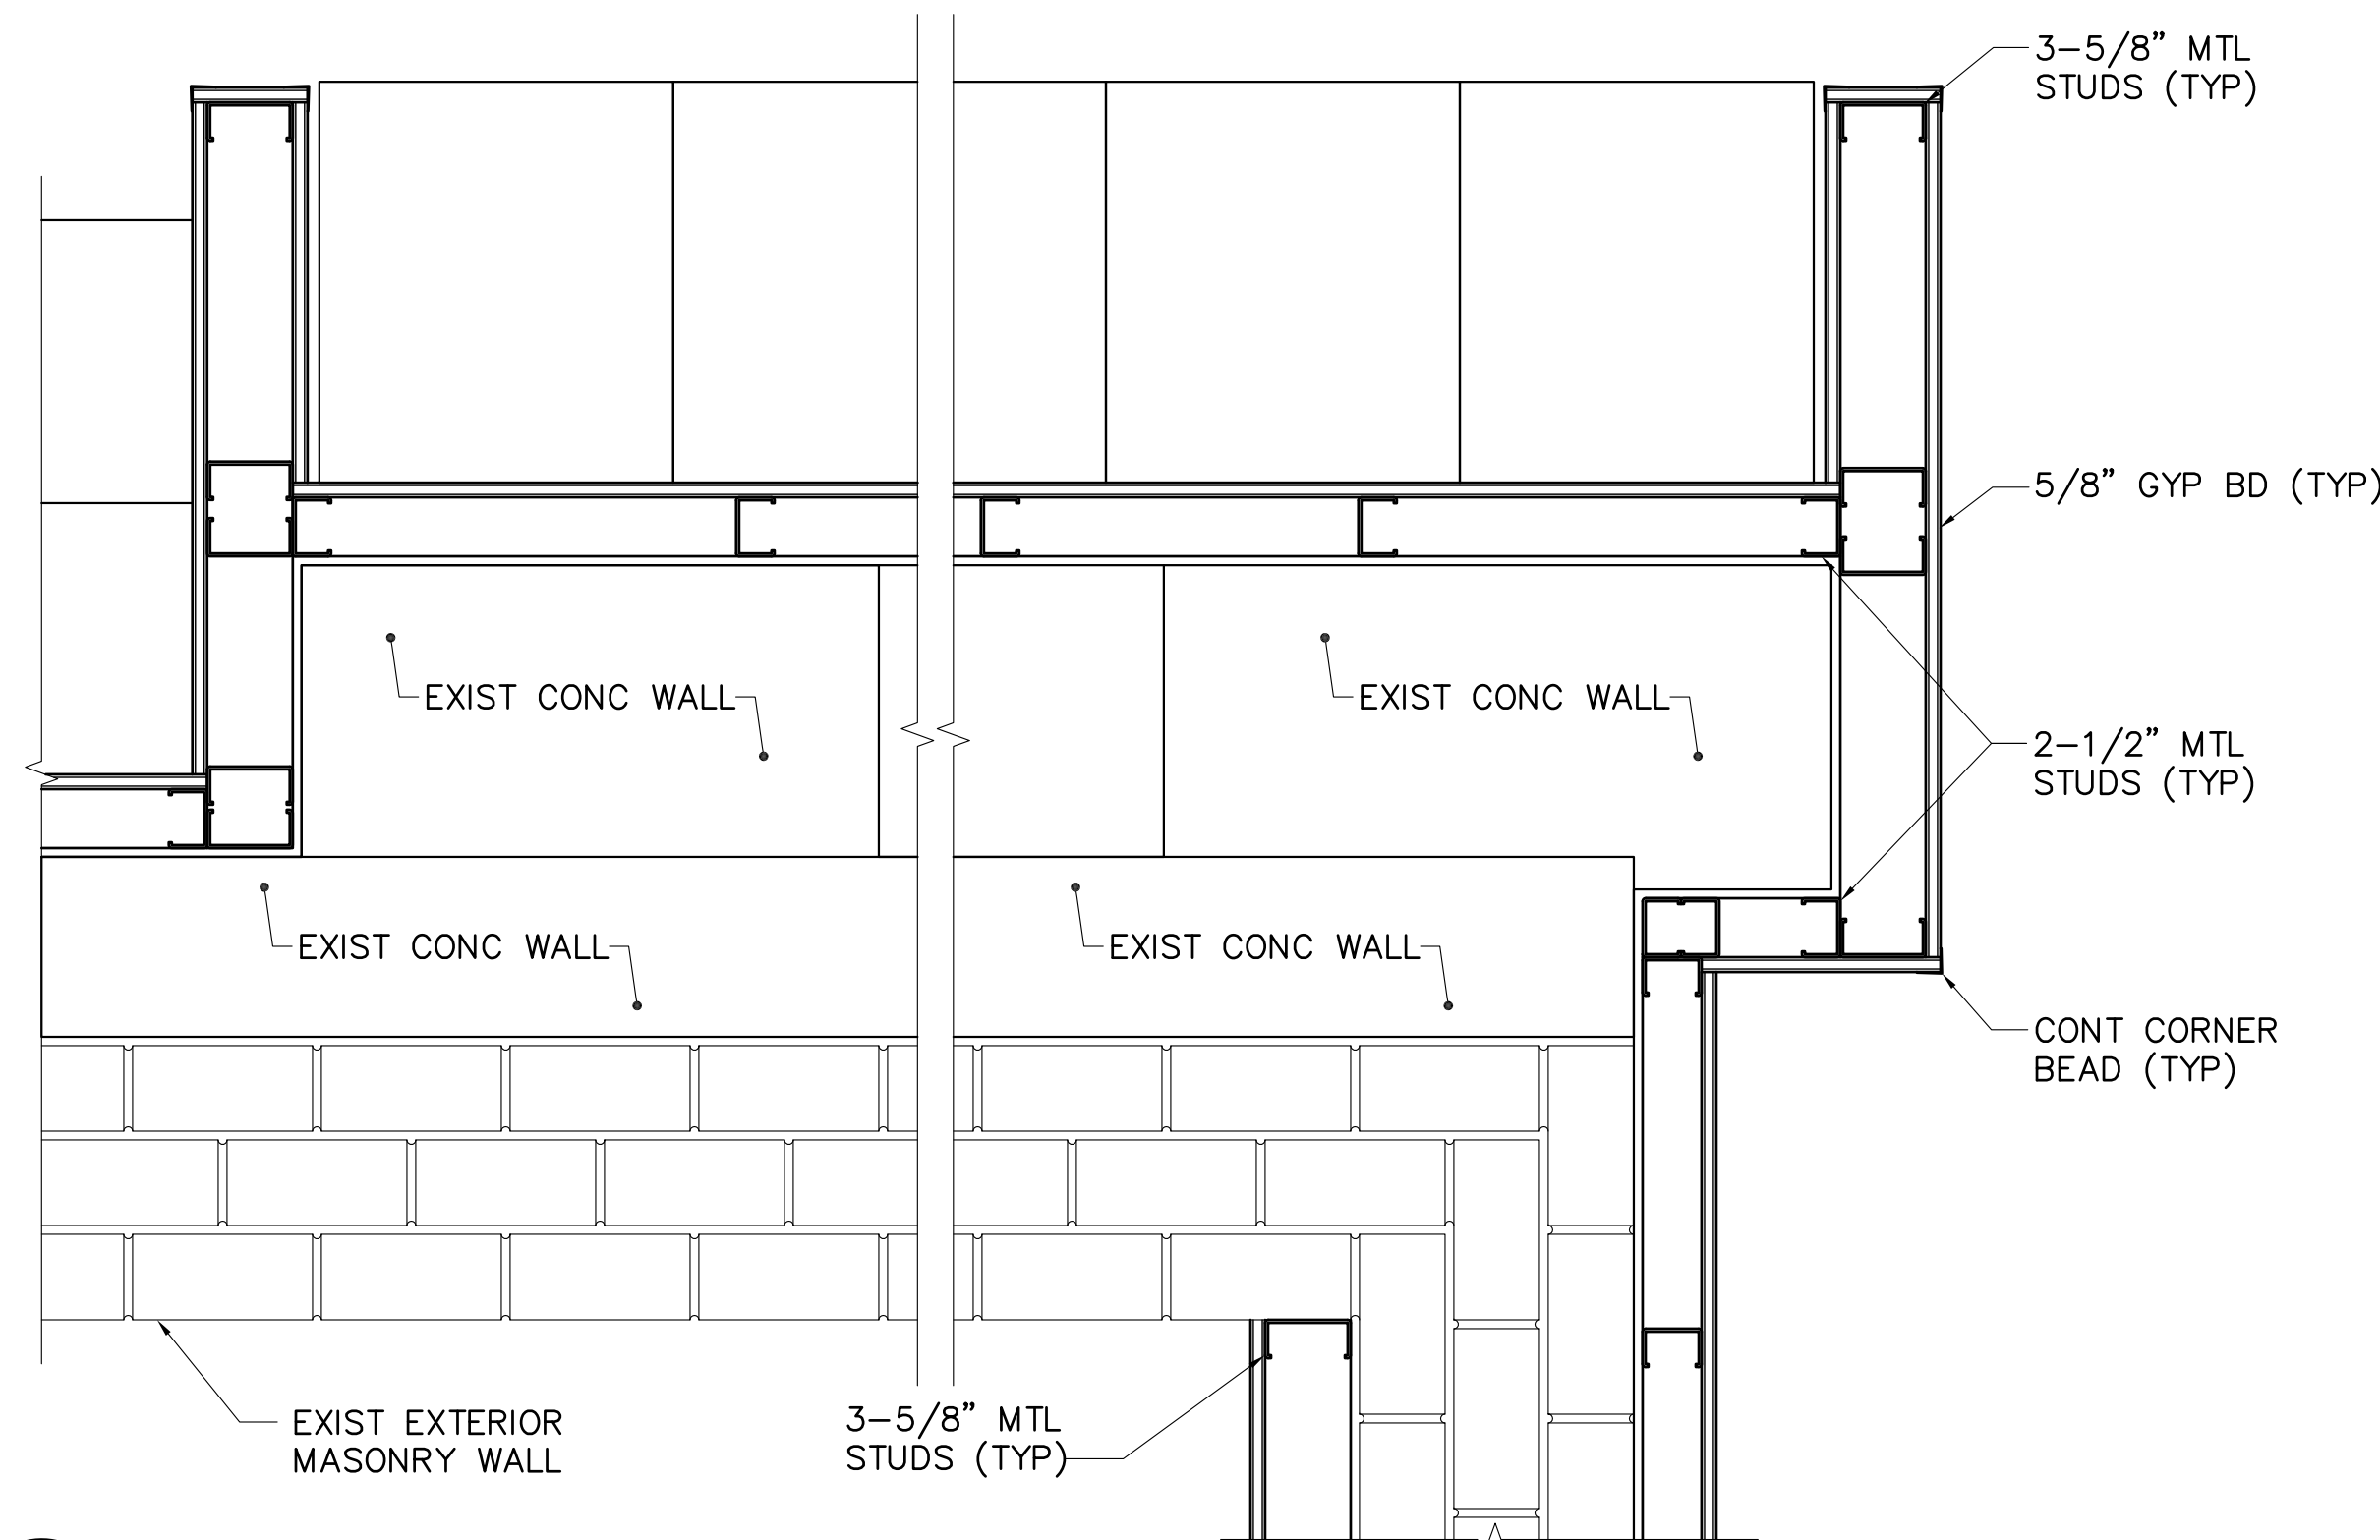 3-5/8" MTL
STUDS (TYP)
5/8" GYP BD (TYP)
EXIST CONC WALL
EXIST CONC WALL
2-1/2" MTL
STUDS (TYP)
EXIST CONC WALL
EXIST CONC WALL
CONT CORNER
BEAD (TYP)
EXIST EXTERIOR
MASONRY WALL
3-5/8" MTL
STUDS (TYP)